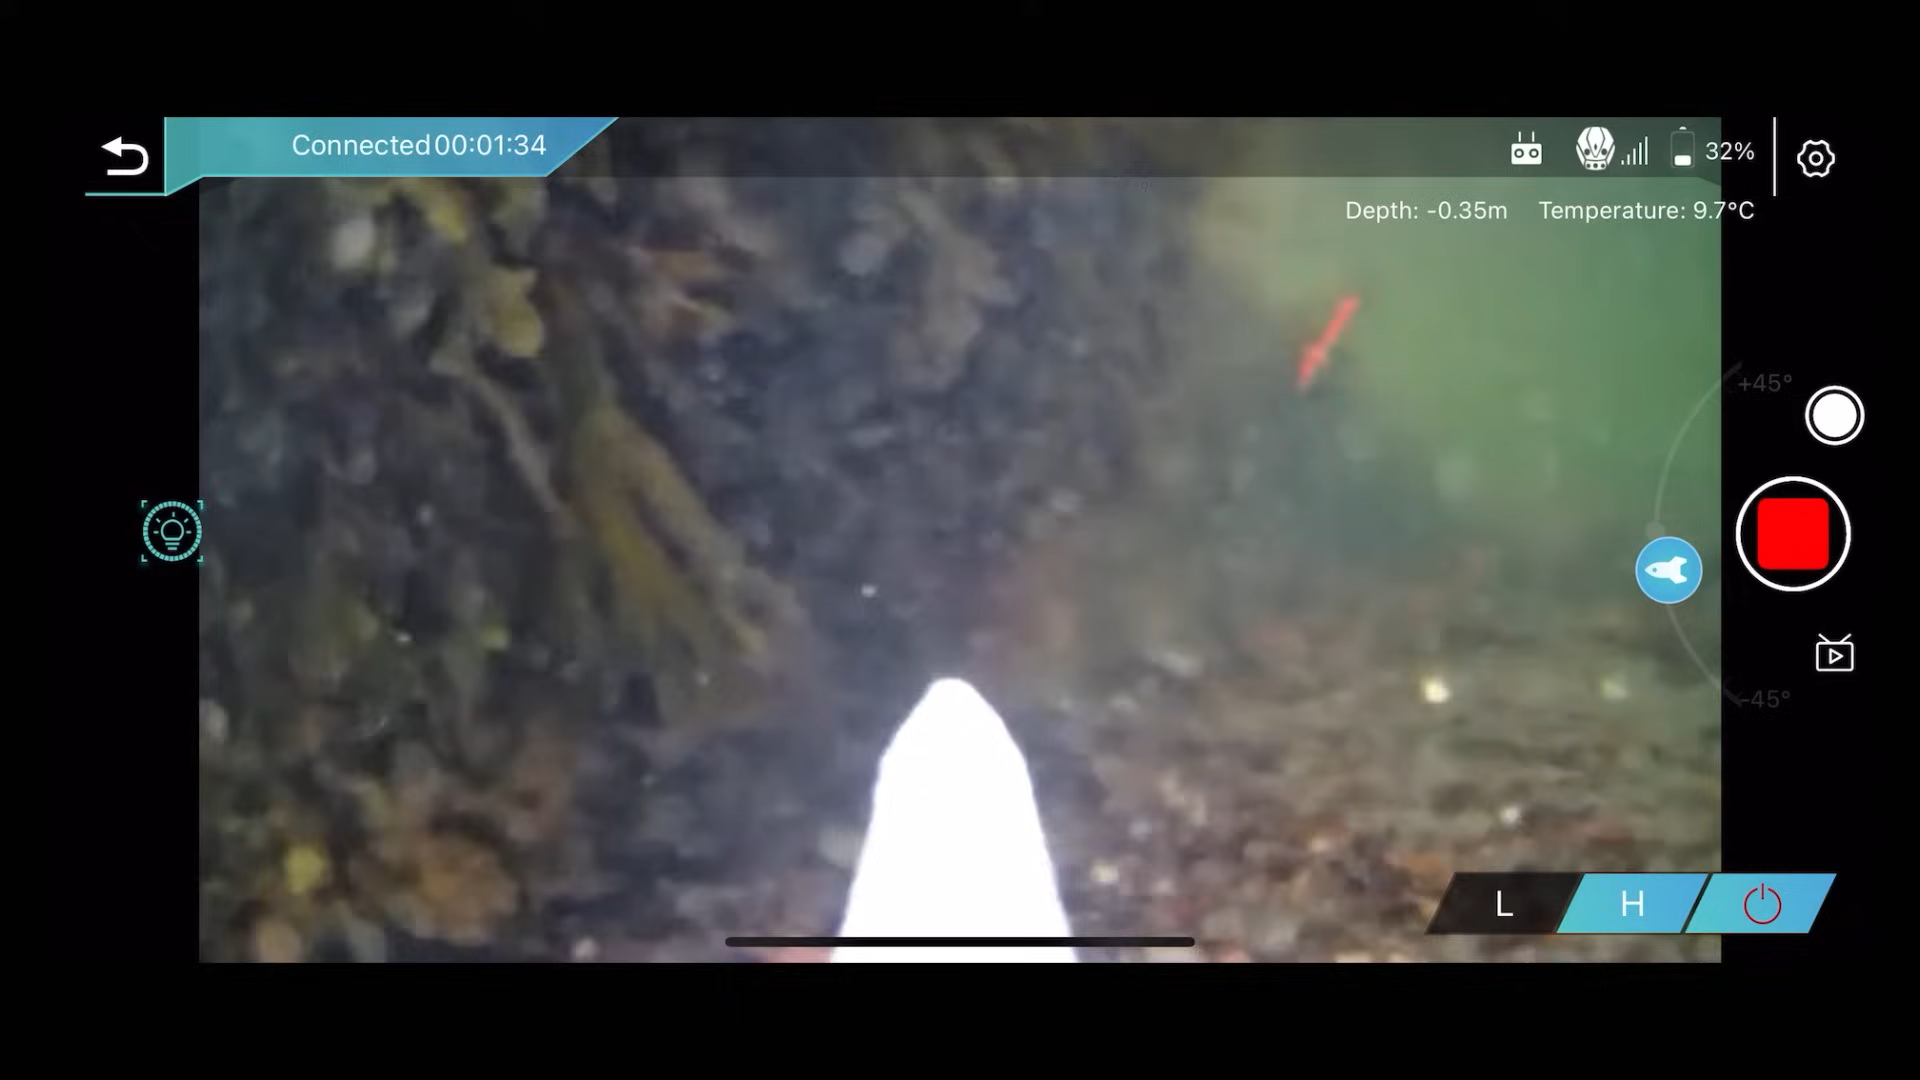 Connected 00:01:34
32%
Depth: -0.35m Temperature: 9.7°C
+45°
-45°
L H